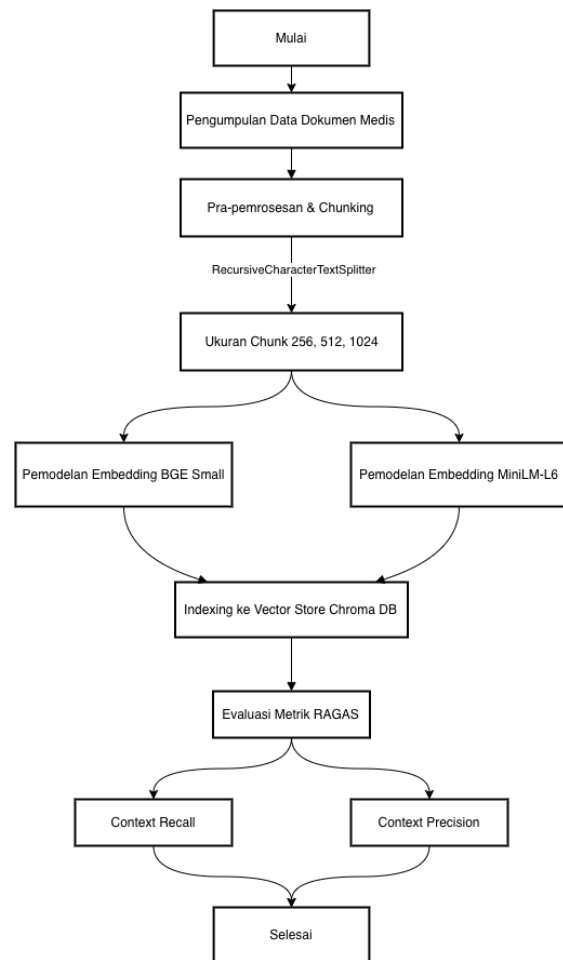 Mulai
Pengumpulan Data Dokumen Medis
Pra-pemrosesan & Chunking
RecursiveCharacterTextSplitter
Ukuran Chunk 256, 512, 1024
Pemodelan Embedding BGE Small
Pemodelan Embedding MiniLM-L6
Indexing ke Vector Store Chroma DB
Evaluasi Metrik RAGAS
Context Recall
Context Precision
Selesai